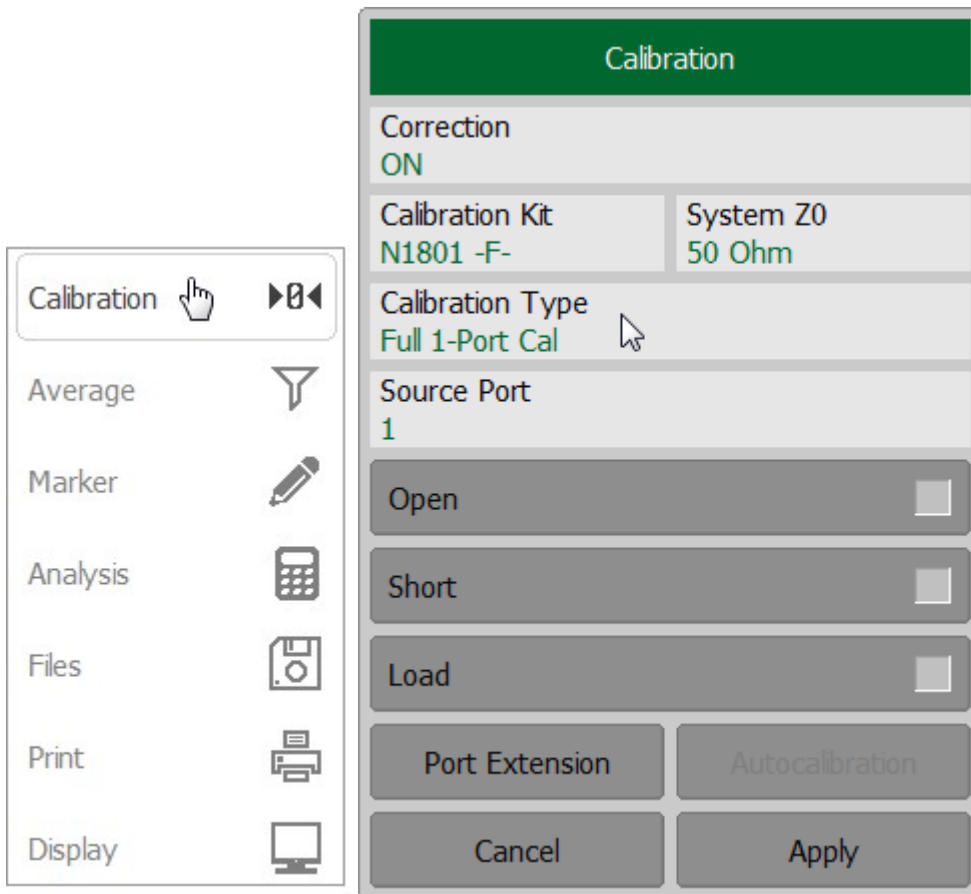 Calibration
▶0◀
Average
Marker
Analysis
Files
Print
Display
Calibration
Correction
ON
Calibration Kit
N1801 -F-
System Z0
50 Ohm
Calibration Type
Full 1-Port Cal
Source Port
1
Open
Short
Load
Port Extension
Autocalibration
Cancel
Apply